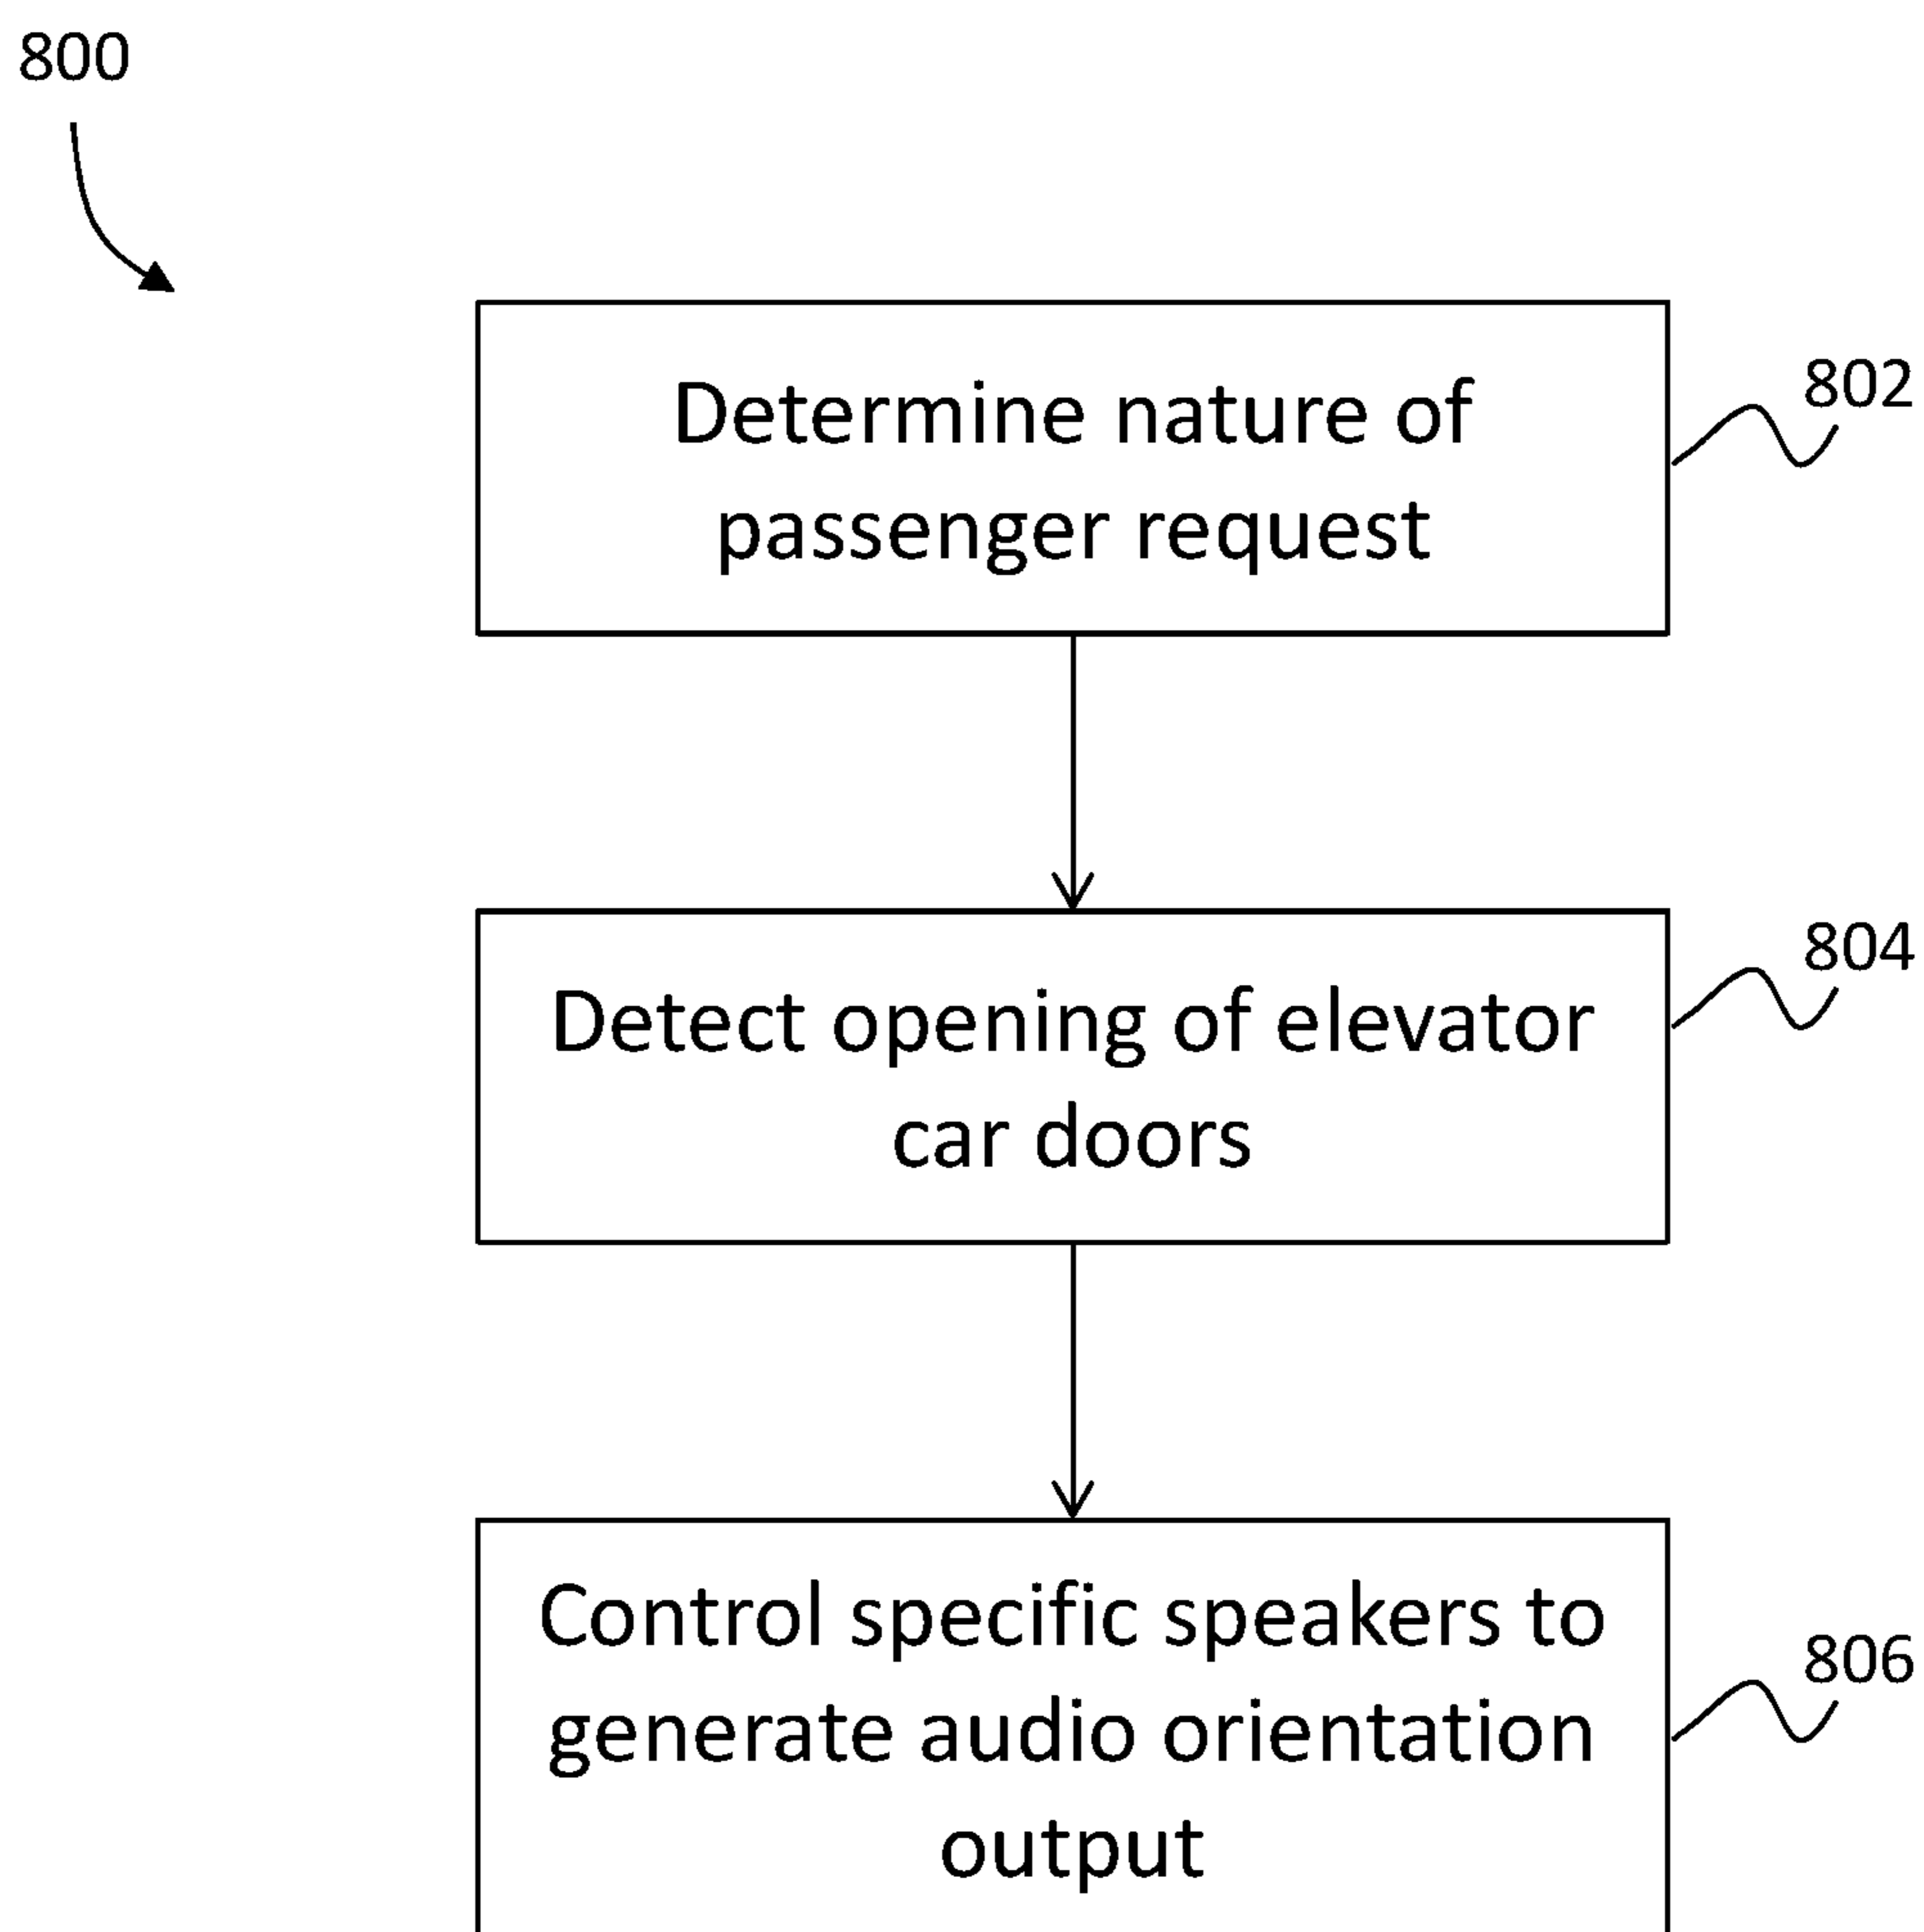 800
Determine nature of
passenger request
802
Detect opening of elevator
car doors
804
Control specific speakers to
generate audio orientation
output
806